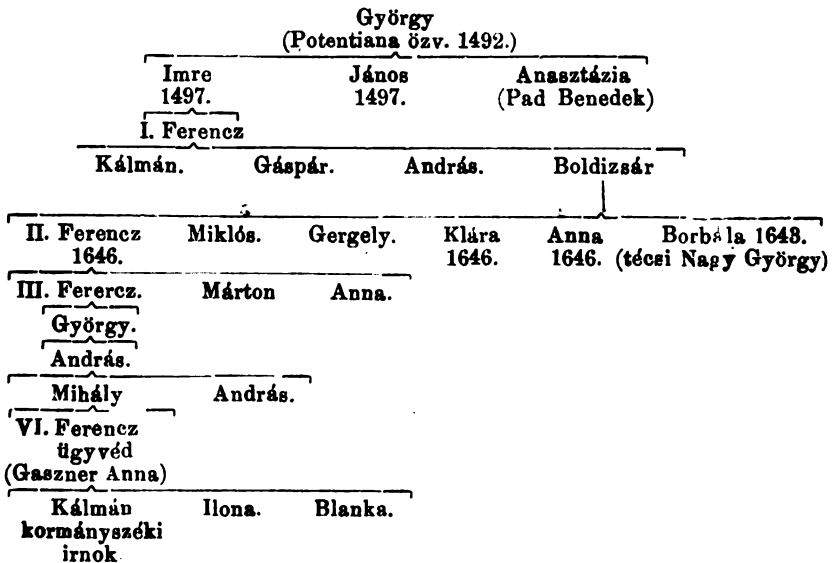 György
(Potentiana özv. 1492.)
Imre János Anasztázia
1497. 1497. (Pad Benedek)
I. Ferencz
Kálmán. Gáspár. András. Boldizsár
II. Ferencz Miklós. Gergely. Klára Anna Borbála 1643.
1646. 1646. 1646. (técsi Nagy György)
III. Ferercz. Márton Anna.
György.
András.
Mihály András.
VI. Ferencz
ügyvéd
(Gaszner Anna)
Kálmán Ilona. Blanka.
kormányszéki
irnok